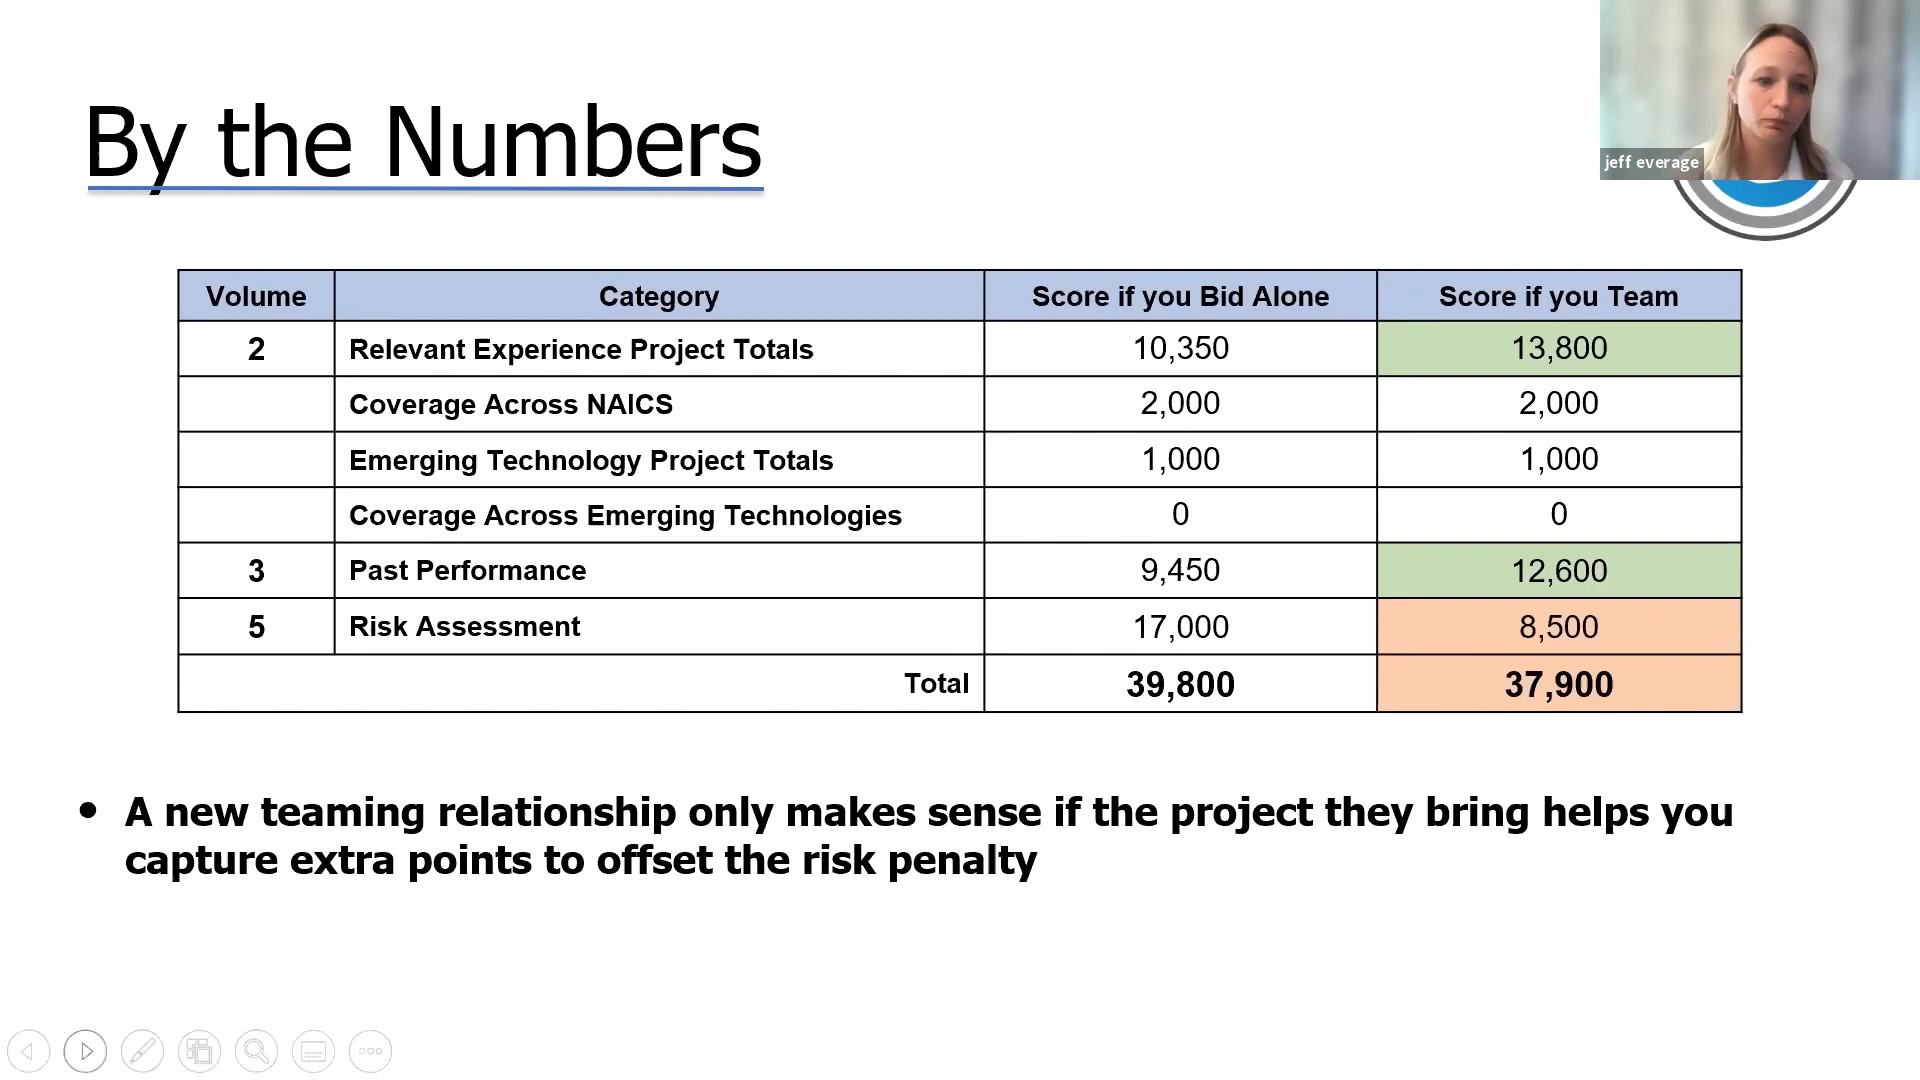 By the Numbers
jeff everage
Volume Category Score if you Bid Alone Score if you Team
2 Relevant Experience Project Totals 10,350 13,800
Coverage Across NAICS 2,000 2,000
Emerging Technology Project Totals 1,000 1,000
Coverage Across Emerging Technologies 0 0
3 Past Performance 9,450 12,600
5 Risk Assessment 17,000 8,500
Total 39,800 37,900
• A new teaming relationship only makes sense if the project they bring helps you
capture extra points to offset the risk penalty